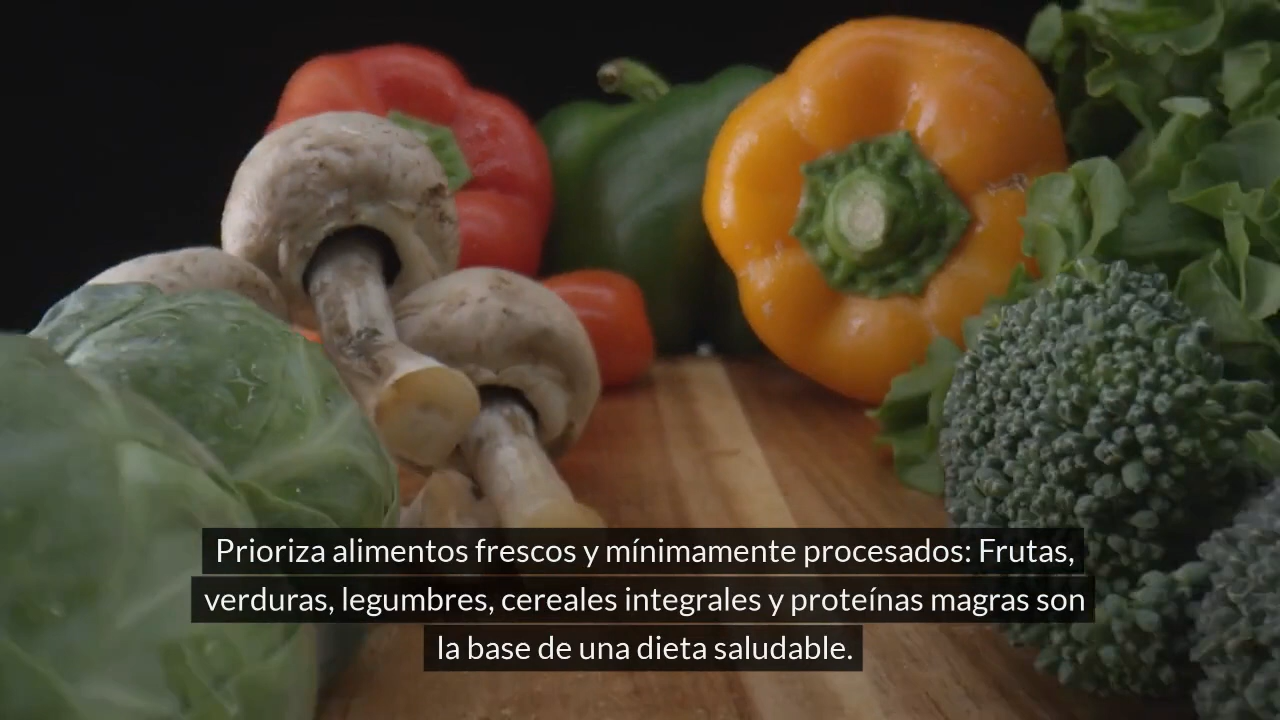 Prioriza alimentos frescos y mínimamente procesados: Frutas,
verduras, legumbres, cereales integrales y proteínas magras son
la base de una dieta saludable.